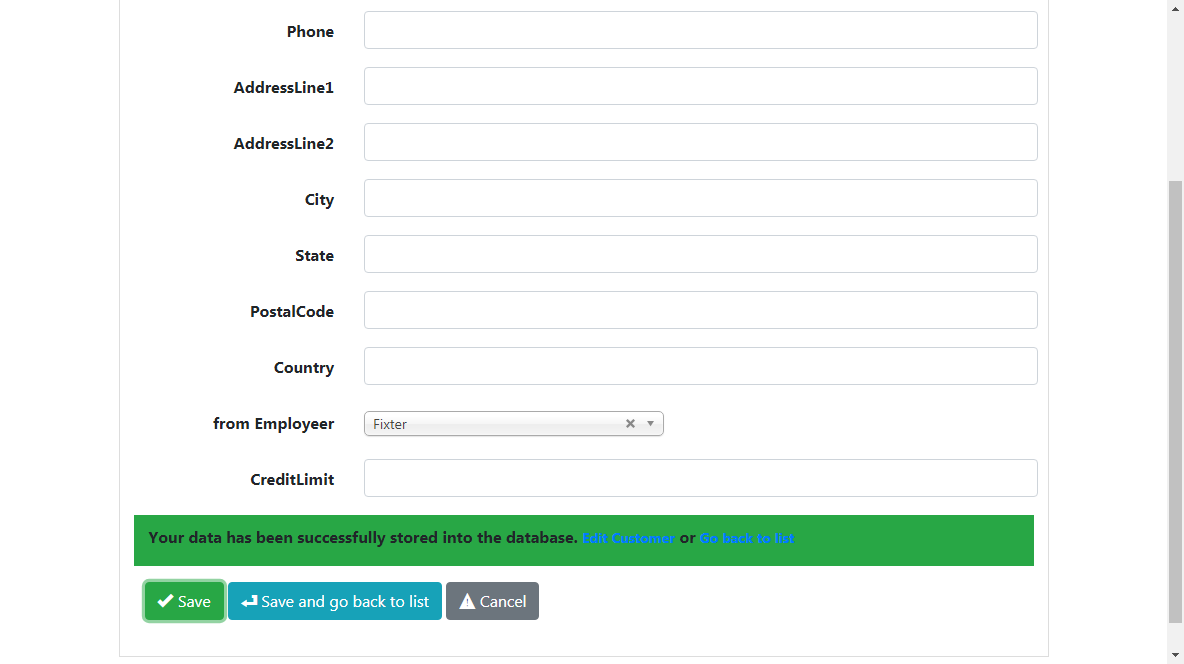 Phone
AddressLine1
AddressLine2
City
State
PostalCode
Country
from Employeer Fixter
CreditLimit
Your data has been successfully stored into the database. Edit Customer or Go back to list
Save Save and go back to list Cancel